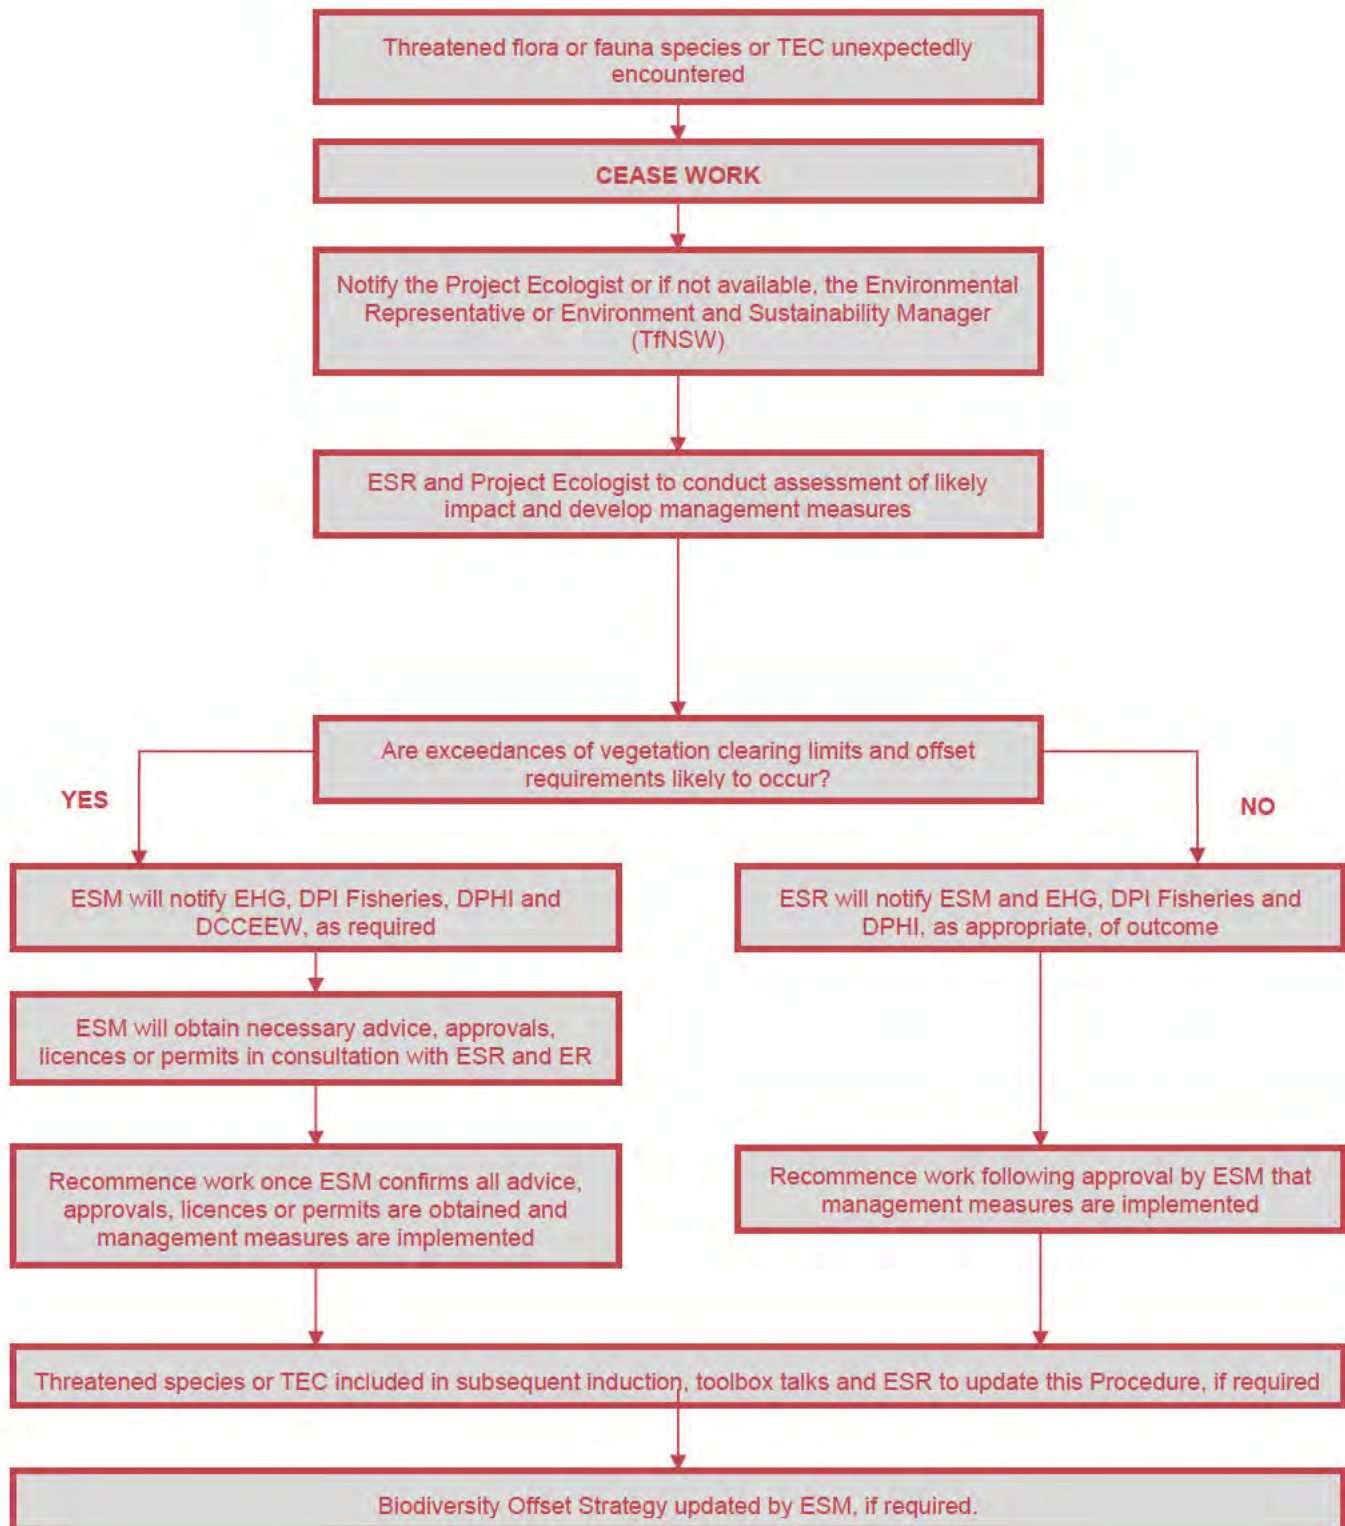 Threatened flora or fauna species or TEC unexpectedly
encountered
CEASE WORK
Notify the Project Ecologist or if not available, the Environmental
Representative or Environment and Sustainability Manager
(TfNSW)
ESR and Project Ecologist to conduct assessment of likely
impact and develop management measures
Are exceedances of vegetation clearing limits and offset
requirements likely to occur?
YES
NO
ESM will notify EHG, DPI Fisheries, DPHI and
DCCEEW, as required
ESR will notify ESM and EHG, DPI Fisheries and
DPHI, as appropriate, of outcome
ESM will obtain necessary advice, approvals,
licences or permits in consultation with ESR and ER
Recommence work once ESM confirms all advice,
approvals, licences or permits are obtained and
management measures are implemented
Recommence work following approval by ESM that
management measures are implemented
Threatened species or TEC included in subsequent induction, toolbox talks and ESR to update this Procedure, if required
Biodiversity Offset Strategy updated by ESM, if required.